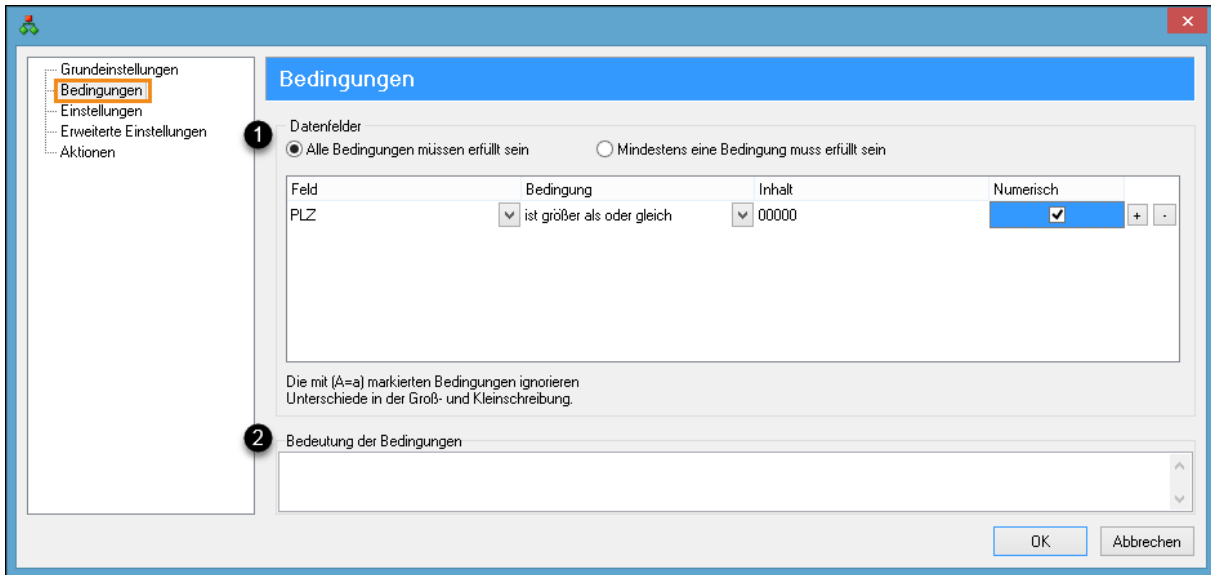 Grundeinstellungen
Bedingungen
Einstellungen
Erweiterte Einstellungen
Aktionen
Bedingungen
1
Datenfelder
Alle Bedingungen müssen erfüllt sein Mindestens eine Bedingung muss erfüllt sein
Feld Bedingung Inhalt Numerisch
PLZ ist größer als oder gleich 00000 + -
Die mit (A=a) markierten Bedingungen ignorieren
Unterschiede in der Groß- und Kleinschreibung.
2
Bedeutung der Bedingungen
OK Abbrechen